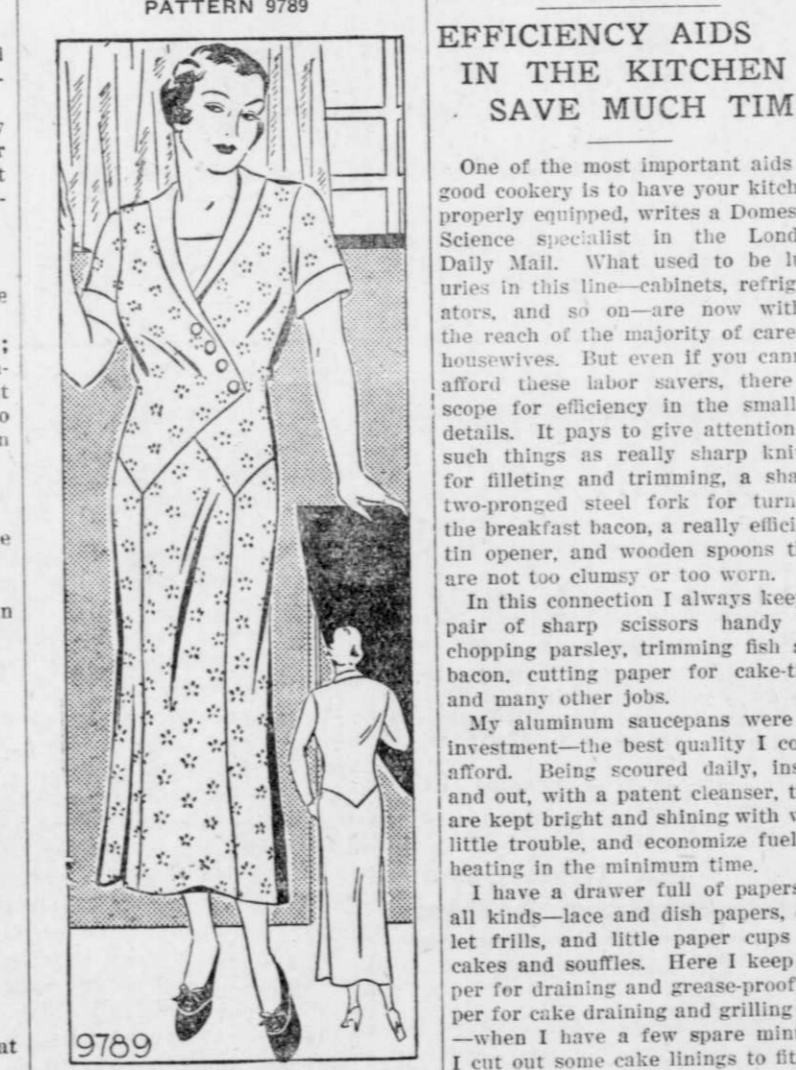 PATTERN 9789
9789
EFFICIENCY AIDS
IN THE KITCHEN
SAVE MUCH TIM
One of the most important aids
good cookery is to have your kitch
properly equipped, writes a Domes
Science specialist in the Lond
Daily Mail. What used to be lu
uries in this line—cabinets, refrig
ators, and so on—are now with
the reach of the majority of care
housewives. But even if you cann
afford these labor savers, there
scope for efficiency in the small
details. It pays to give attention
such things as really sharp kni
for filleting and trimming, a sha
two-pronged steel fork for turn
the breakfast bacon, a really effici
tin opener, and wooden spoons t
are not too clumsy or too worn.
In this connection I always kee
pair of sharp scissors handy
chopping parsley, trimming fish a
bacon, cutting paper for cake-t
and many other jobs.
My aluminum saucepans were
investment—the best quality I co
afford. Being scoured daily, ins
and out, with a patent cleanser, t
are kept bright and shining with v
little trouble, and economize fuel
heating in the minimum time.
I have a drawer full of papers
all kinds—lace and dish papers,
let frills, and little paper cups
cakes and souffles. Here I keep
per for draining and grease-proof
per for cake draining and grilling
—when I have a few spare minu
I cut out some cake linings to fit